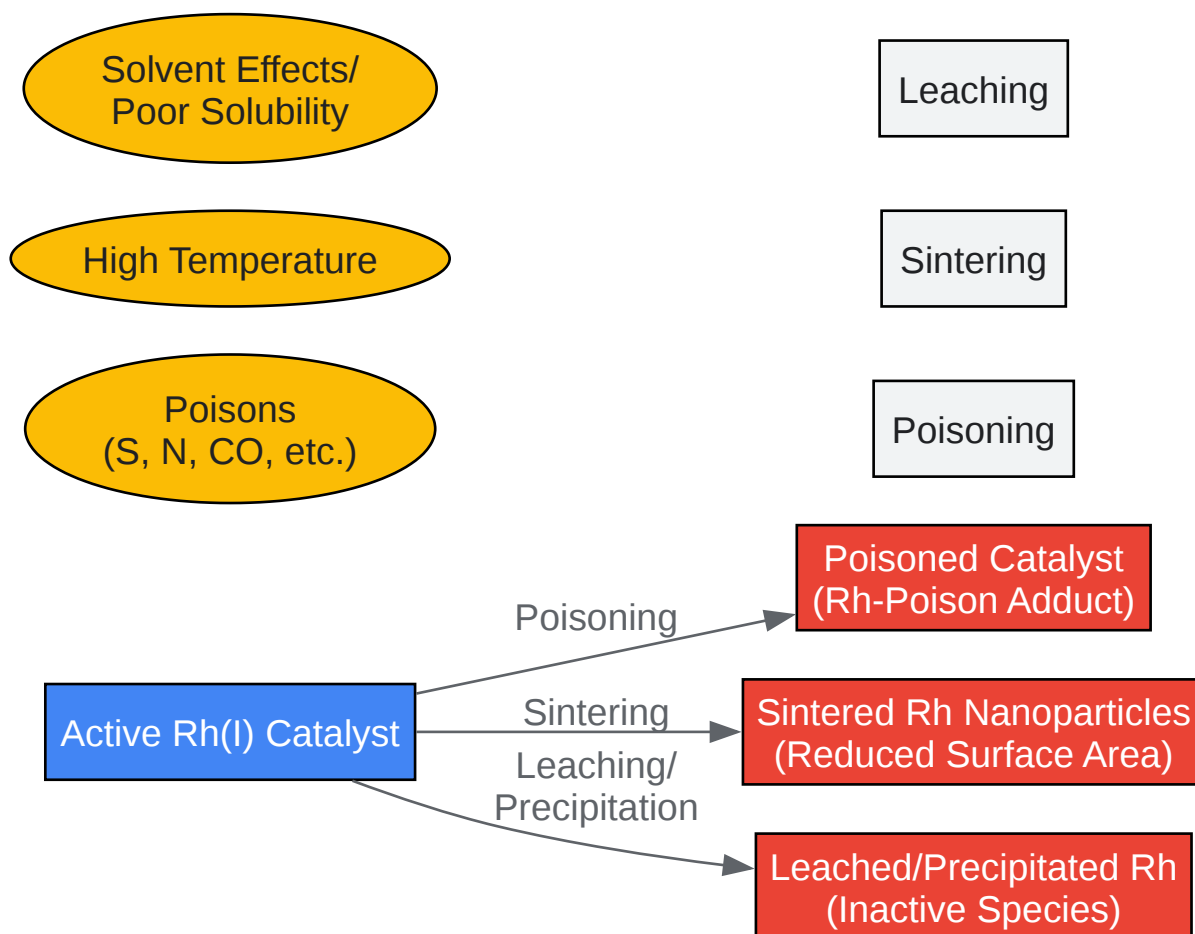 Solvent Effects/
Poor Solubility
Leaching
High Temperature
Sintering
Poisons
(S, N, CO, etc.)
Poisoning
Poisoned Catalyst
(Rh-Poison Adduct)
Poisoning
Active Rh(I) Catalyst
Sintering
Sintered Rh Nanoparticles
(Reduced Surface Area)
Leaching/
Precipitation
Leached/Precipitated Rh
(Inactive Species)